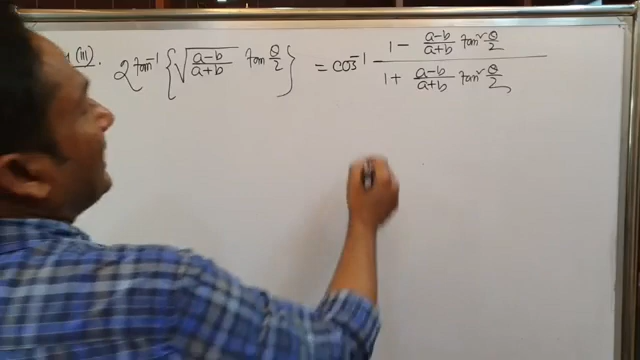 (III). 2 tan⁻¹ { √((a-b)/(a+b)) tan θ/2 } = cos⁻¹ (1 - (a-b)/(a+b) tan² θ/2)/(1 + (a-b)/(a+b) tan² θ/2)